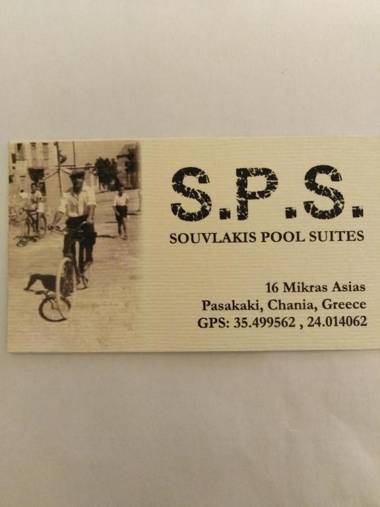 S.P.S.
SOUVLAKIS POOL SUITES
16 Mikras Asias
Pasakaki, Chania, Greece
GPS: 35.499562 , 24.014062